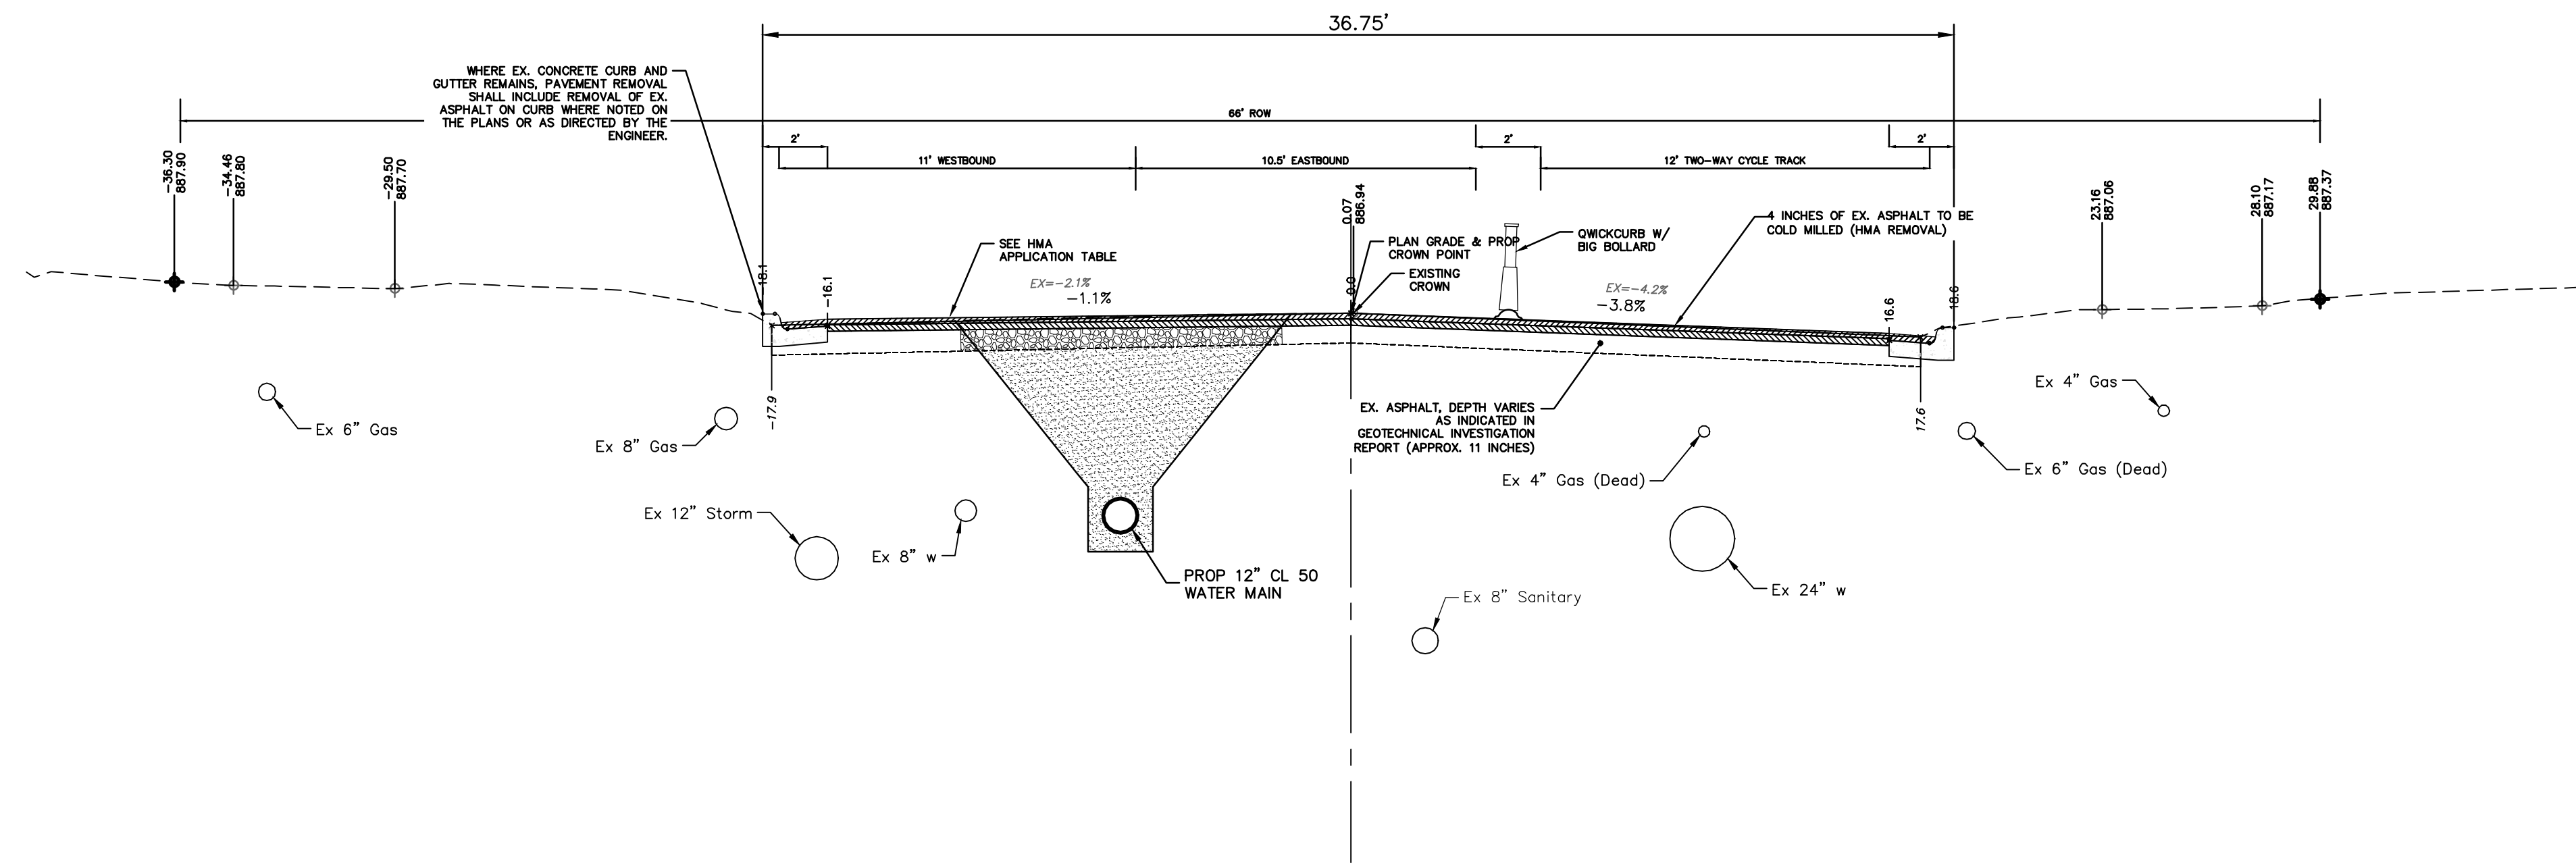 36.75'
WHERE EX. CONCRETE CURB AND
GUTTER REMAINS, PAVEMENT REMOVAL
SHALL INCLUDE REMOVAL OF EX.
ASPHALT ON CURB WHERE NOTED ON
THE PLANS OR AS DIRECTED BY THE
ENGINEER.
66' ROW
2'
2'
2'
11' WESTBOUND
10.5' EASTBOUND
12' TWO-WAY CYCLE TRACK
-36.30
887.90
-34.46
887.80
-29.50
887.70
0.07
886.94
23.16
887.06
28.10
887.17
29.88
887.37
SEE HMA
APPLICATION TABLE
PLAN GRADE & PROP
CROWN POINT
EXISTING
CROWN
QWICKCURB W/
BIG BOLLARD
4 INCHES OF EX. ASPHALT TO BE
COLD MILLED (HMA REMOVAL)
-18.1
-16.1
EX=-2.1%
-1.1%
0.0
EX=-4.2%
-3.8%
16.6
18.6
-17.9
17.6
EX. ASPHALT, DEPTH VARIES
AS INDICATED IN
GEOTECHNICAL INVESTIGATION
REPORT (APPROX. 11 INCHES)
Ex 6" Gas
Ex 8" Gas
Ex 4" Gas
Ex 4" Gas (Dead)
Ex 6" Gas (Dead)
Ex 12" Storm
Ex 8" w
PROP 12" CL 50
WATER MAIN
Ex 8" Sanitary
Ex 24" w